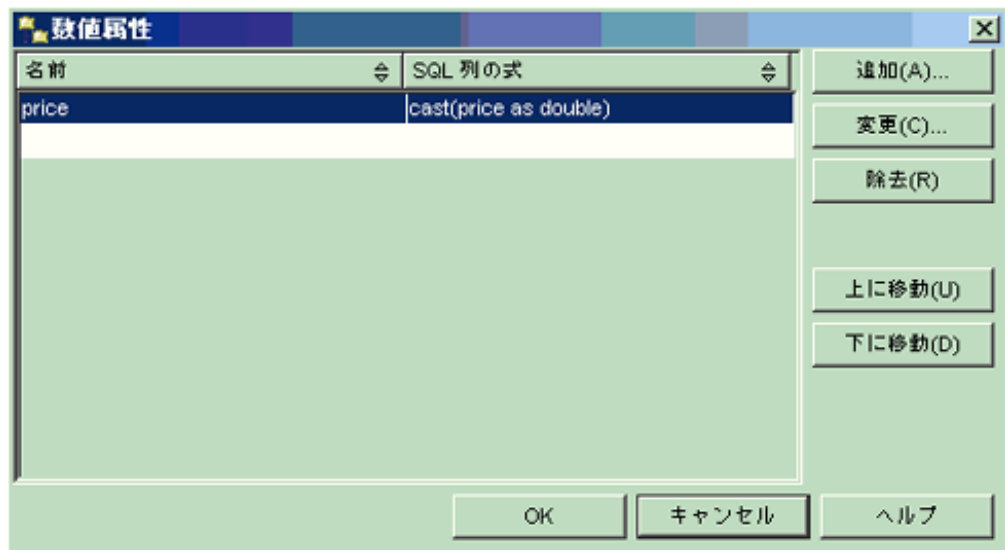 数値属性
名前 SQL 列の式
price cast(price as double)
追加(A)...
変更(C)...
除去(R)
上に移動(U)
下に移動(D)
OK キャンセル ヘルプ